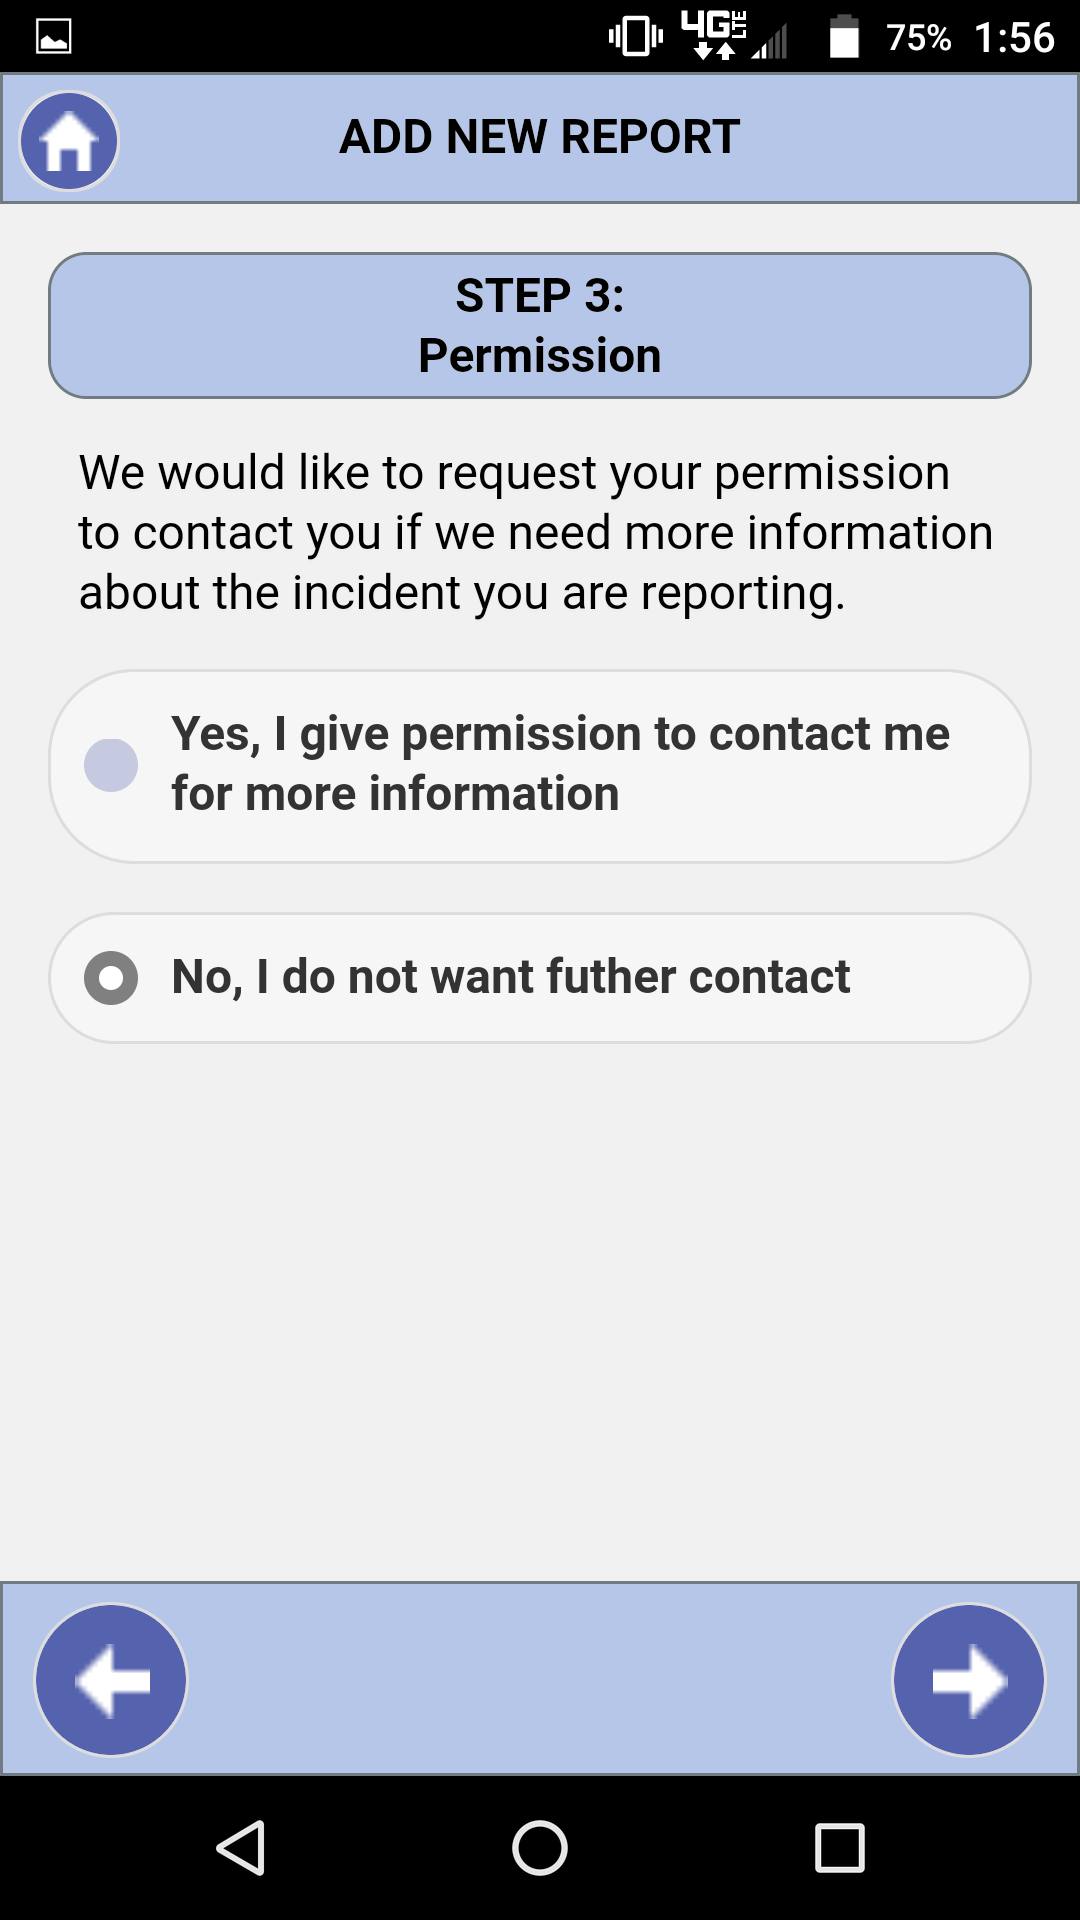 4G LTE 75% 1:56
ADD NEW REPORT
STEP 3:
Permission
We would like to request your permission
to contact you if we need more information
about the incident you are reporting.
Yes, I give permission to contact me
for more information
No, I do not want futher contact